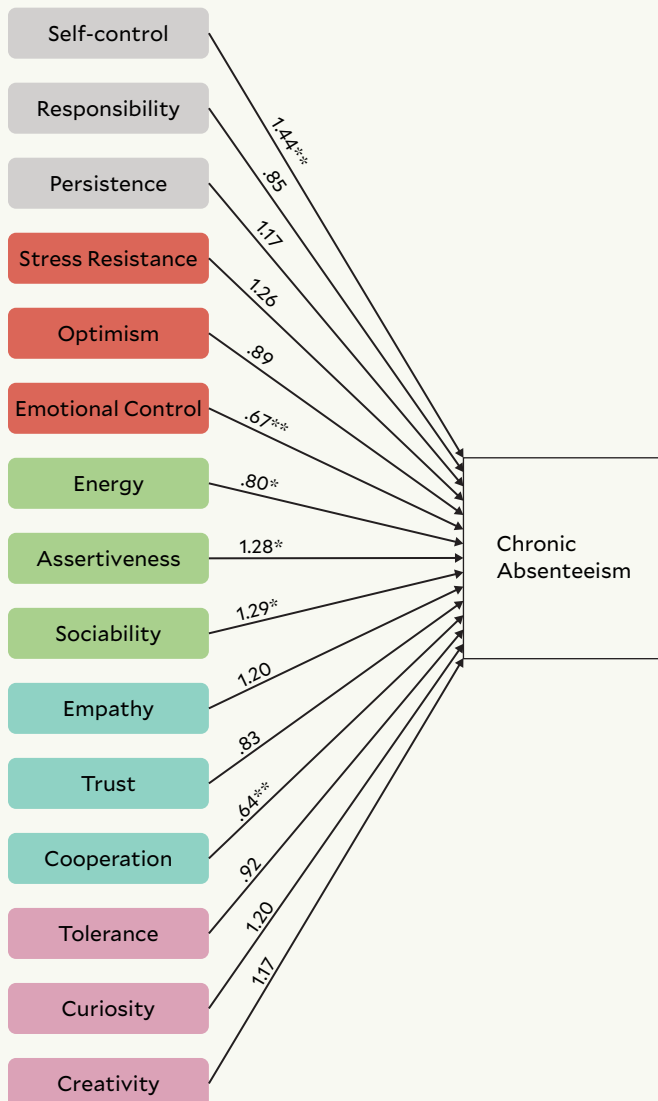 Self-control
1.44**
Responsibility
.85
Persistence
1.17
Stress Resistance
1.26
Optimism
.89
Emotional Control
.67**
Energy
.80*
Assertiveness
1.28*
Chronic
Absenteeism
Sociability
1.29*
Empathy
1.20
Trust
.83
Cooperation
.64**
Tolerance
.92
Curiosity
1.20
Creativity
1.17